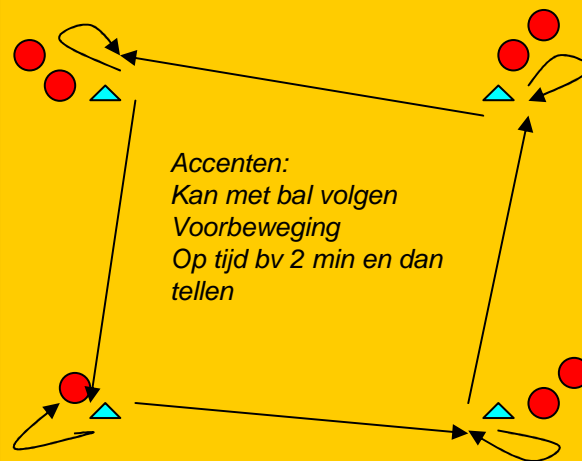 Accenten:
Kan met bal volgen
Voorbeweging
Op tijd bv 2 min en dan
tellen